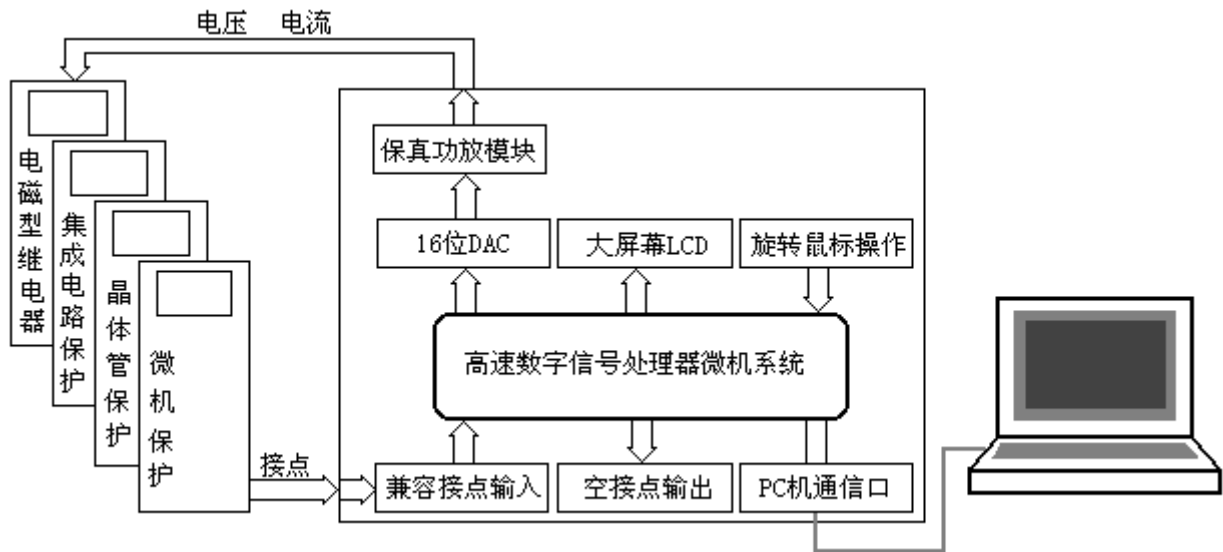 电压 电流
保真功放模块
16位DAC
大屏幕LCD
旋转鼠标操作
高速数字信号处理器微机系统
电磁型继电器
集成电路保护
晶体管保护
微机保护
接点
兼容接点输入
空接点输出
PC机通信口